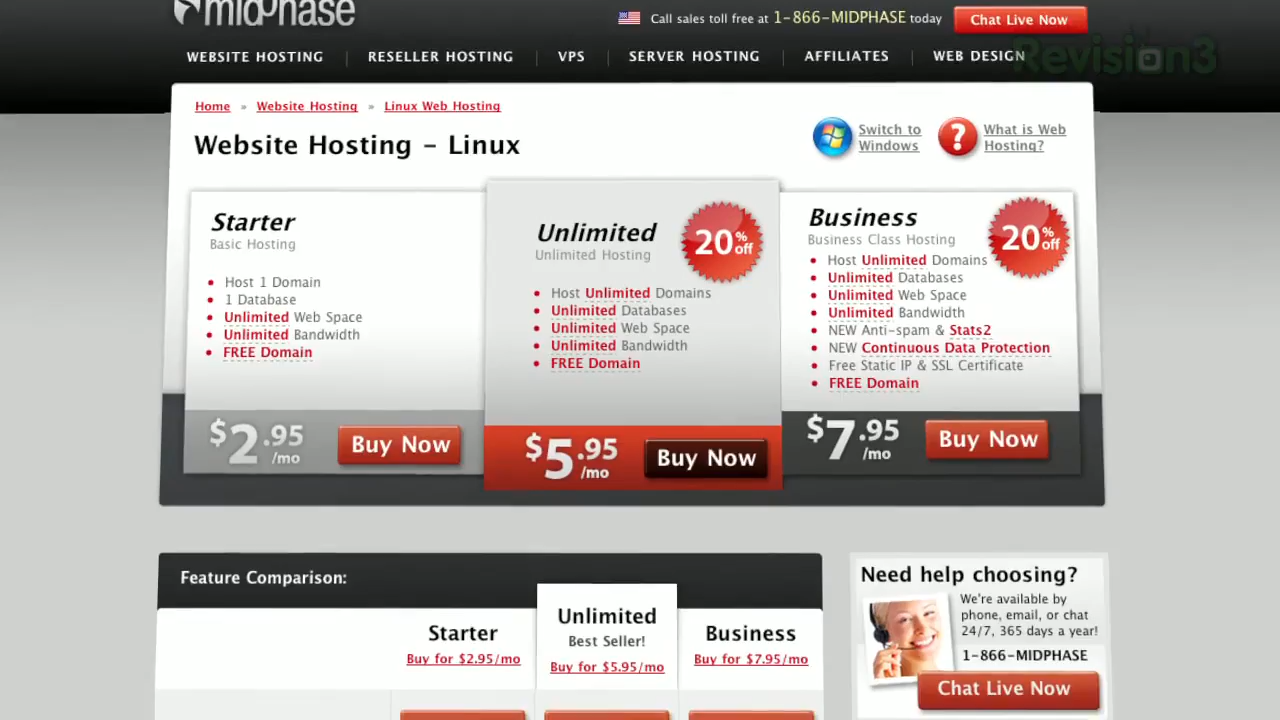 midphase
Call sales toll free at 1-866-MIDPHASE today
Chat Live Now
WEBSITE HOSTING
RESELLER HOSTING
VPS
SERVER HOSTING
AFFILIATES
WEB DESIGN
Revision3
Home » Website Hosting » Linux Web Hosting
Website Hosting - Linux
Switch to
Windows
?
What is Web
Hosting?
Starter
Basic Hosting
Host 1 Domain
1 Database
Unlimited Web Space
Unlimited Bandwidth
FREE Domain
$2.95
/mo
Buy Now
Unlimited
Unlimited Hosting
20% off
Host Unlimited Domains
Unlimited Databases
Unlimited Web Space
Unlimited Bandwidth
FREE Domain
$5.95
/mo
Buy Now
Business
Business Class Hosting
20% off
Host Unlimited Domains
Unlimited Databases
Unlimited Web Space
Unlimited Bandwidth
NEW Anti-spam & Stats2
NEW Continuous Data Protection
Free Static IP & SSL Certificate
FREE Domain
$7.95
/mo
Buy Now
Feature Comparison:
Starter
Buy for $2.95/mo
Unlimited
Best Seller!
Buy for $5.95/mo
Business
Buy for $7.95/mo
Need help choosing?
We're available by
phone, email, or chat
24/7, 365 days a year!
1-866-MIDPHASE
Chat Live Now